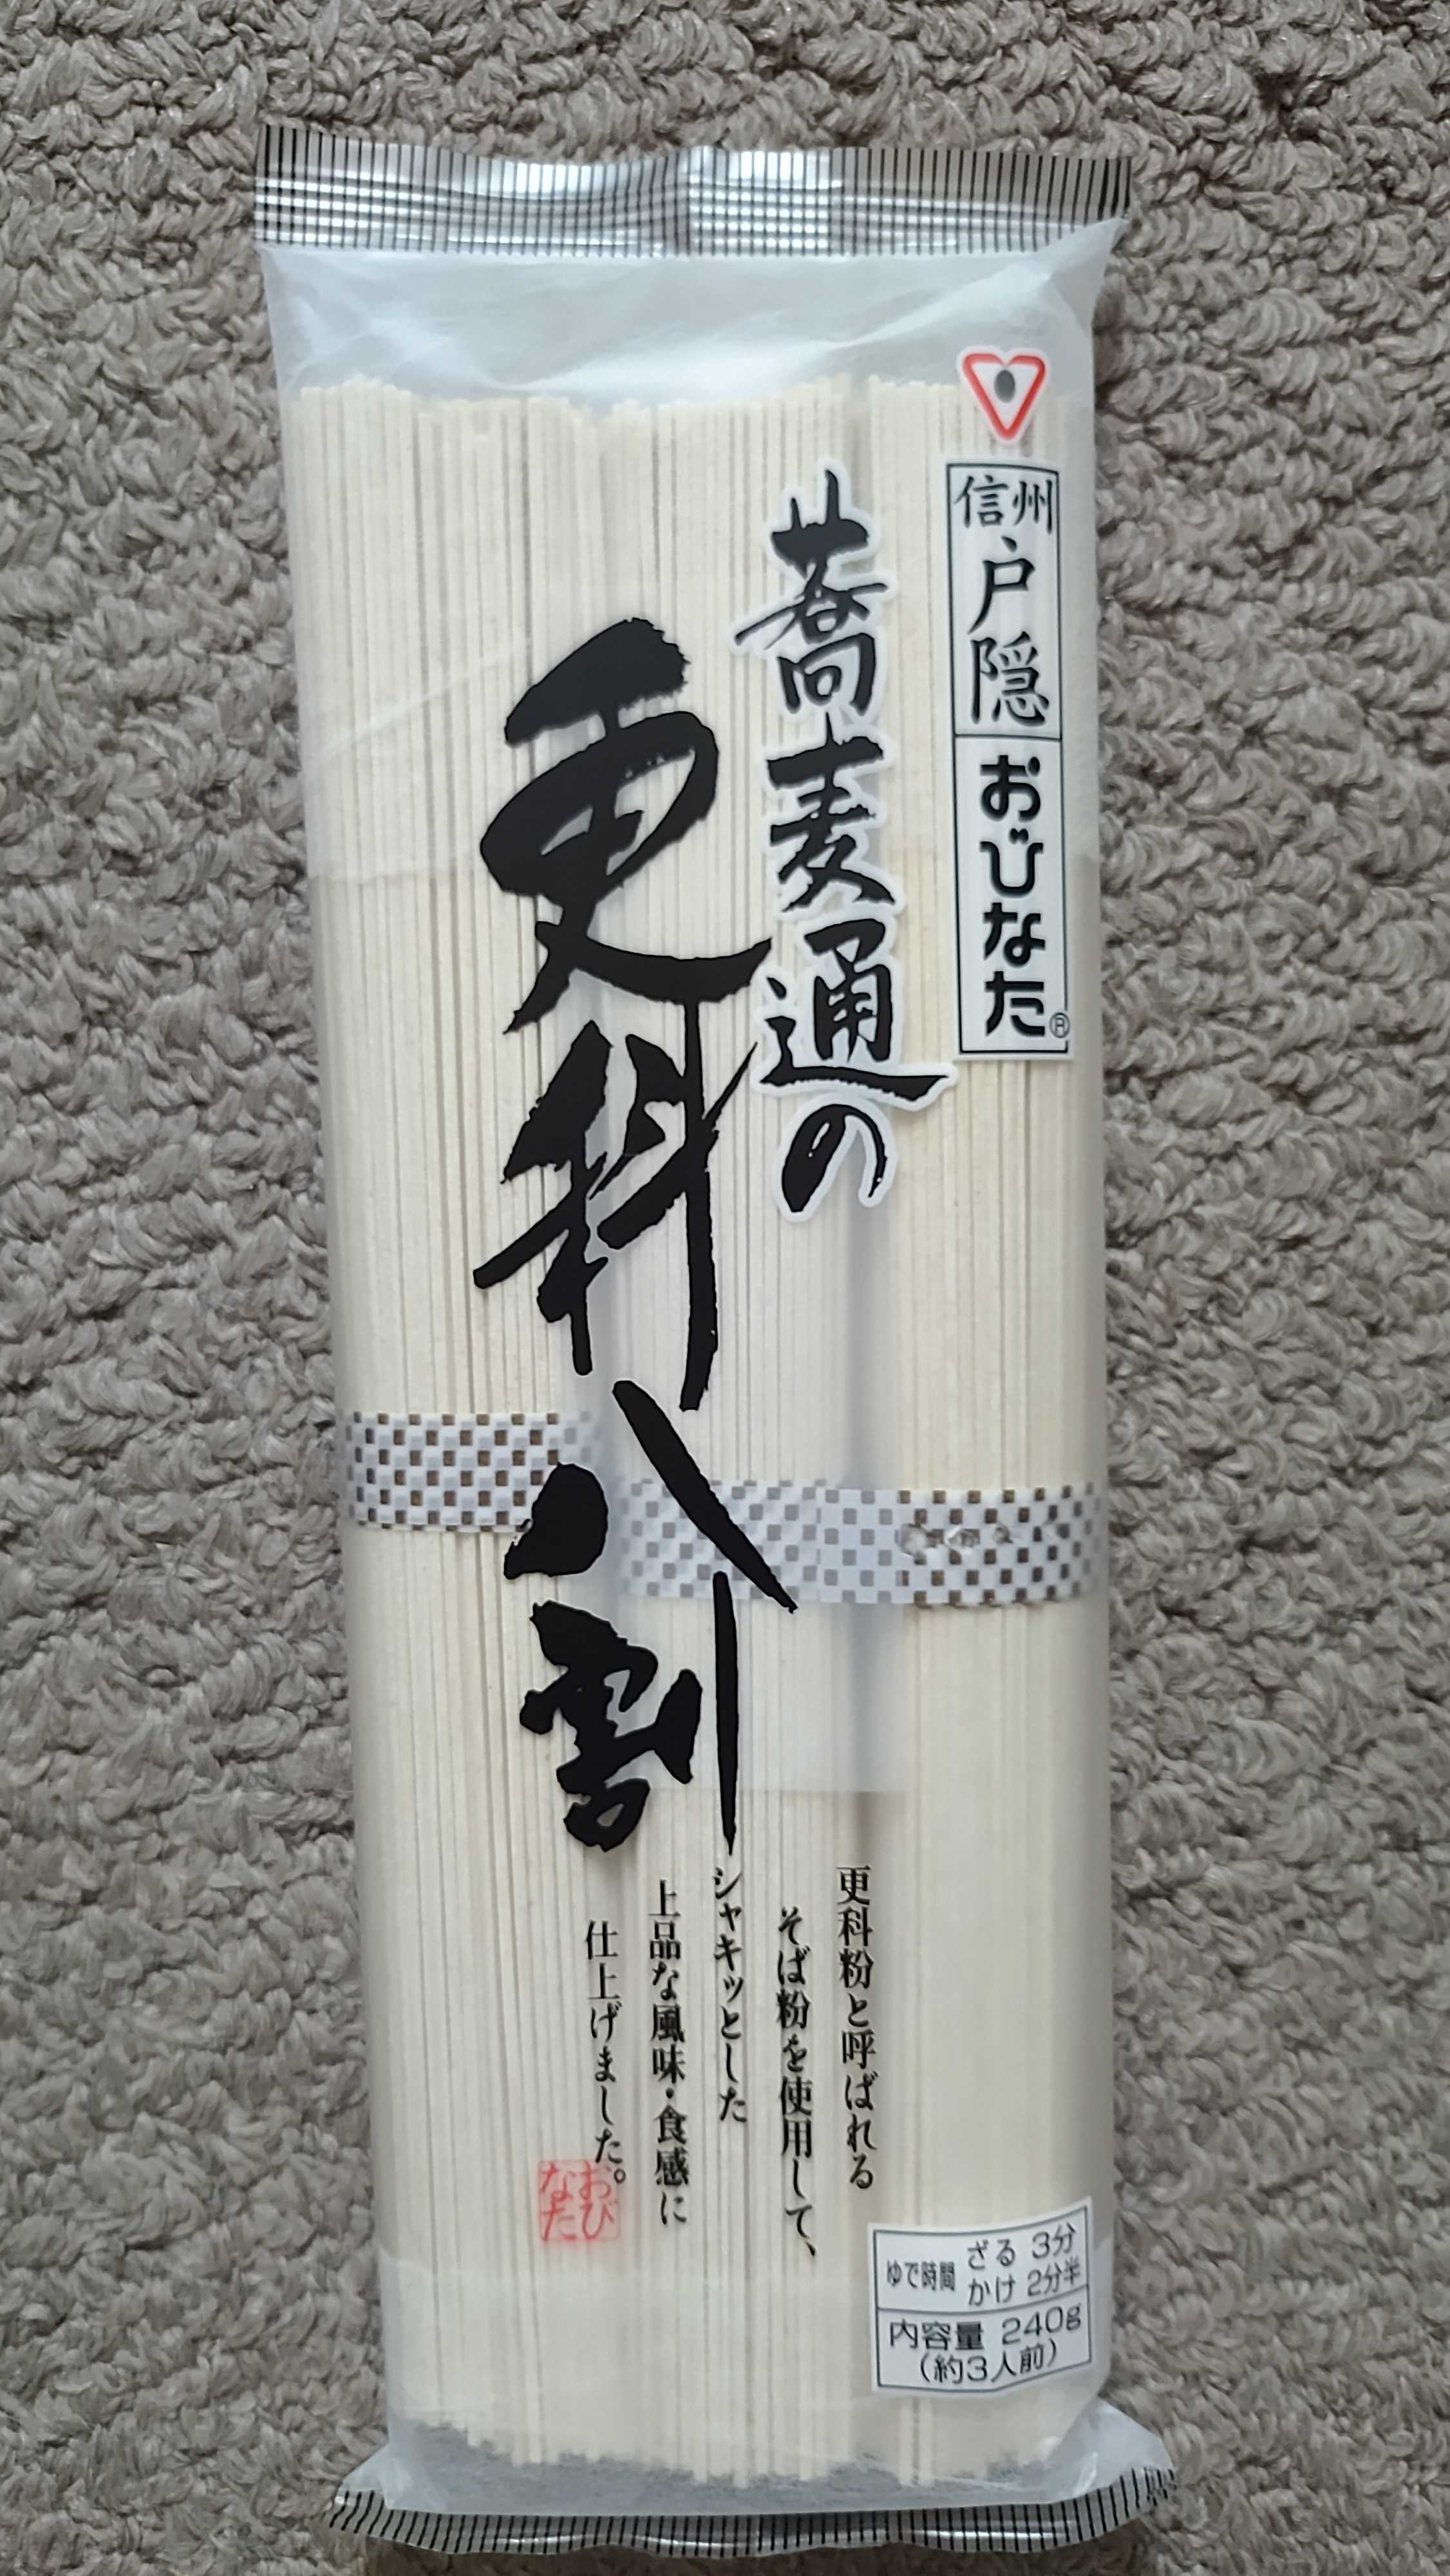 信州
戸隠
おびなた®
蕎麦通の
更科八割
更科粉と呼ばれる
そば粉を使用して、
シャキッとした
上品な風味・食感に
仕上げました。
おび
なた
ゆで時間 ざる 3分
かけ 2分半
内容量 240g
(約3人前)